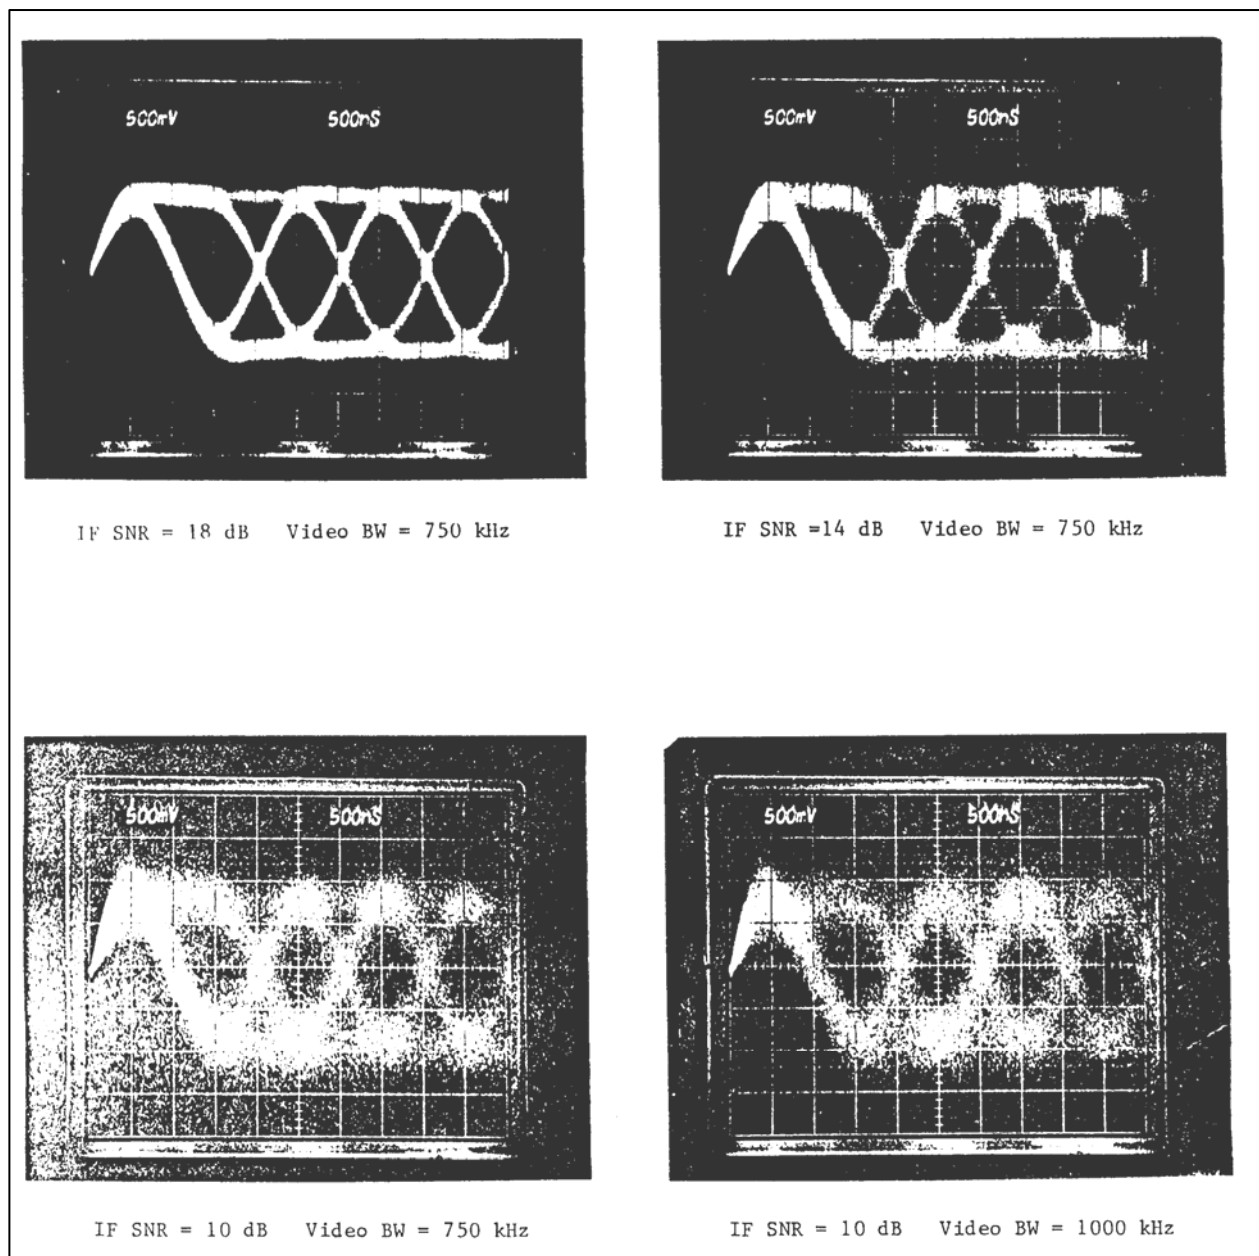 500mV 500nS
500mV 500nS
IF SNR = 18 dB Video BW = 750 kHz
IF SNR =14 dB Video BW = 750 kHz
500mV 500nS
500mV 500nS
IF SNR = 10 dB Video BW = 750 kHz
IF SNR = 10 dB Video BW = 1000 kHz